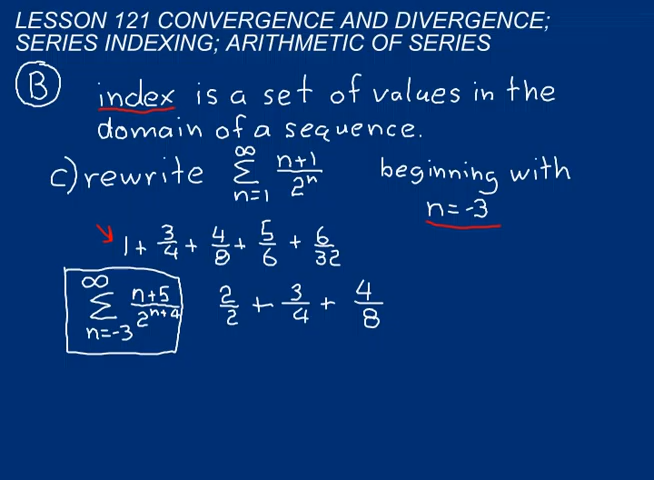 LESSON 121 CONVERGENCE AND DIVERGENCE;
SERIES INDEXING; ARITHMETIC OF SERIES
B index is a set of values in the
domain of a sequence.
c) rewrite ∞ Σ n=1 n+1/2ⁿ beginning with
n=-3
1 + 3/4 + 4/8 + 5/6 + 6/32
∞ Σ n=-3 n+5/2ⁿ⁺⁴ 2/2 + 3/4 + 4/8